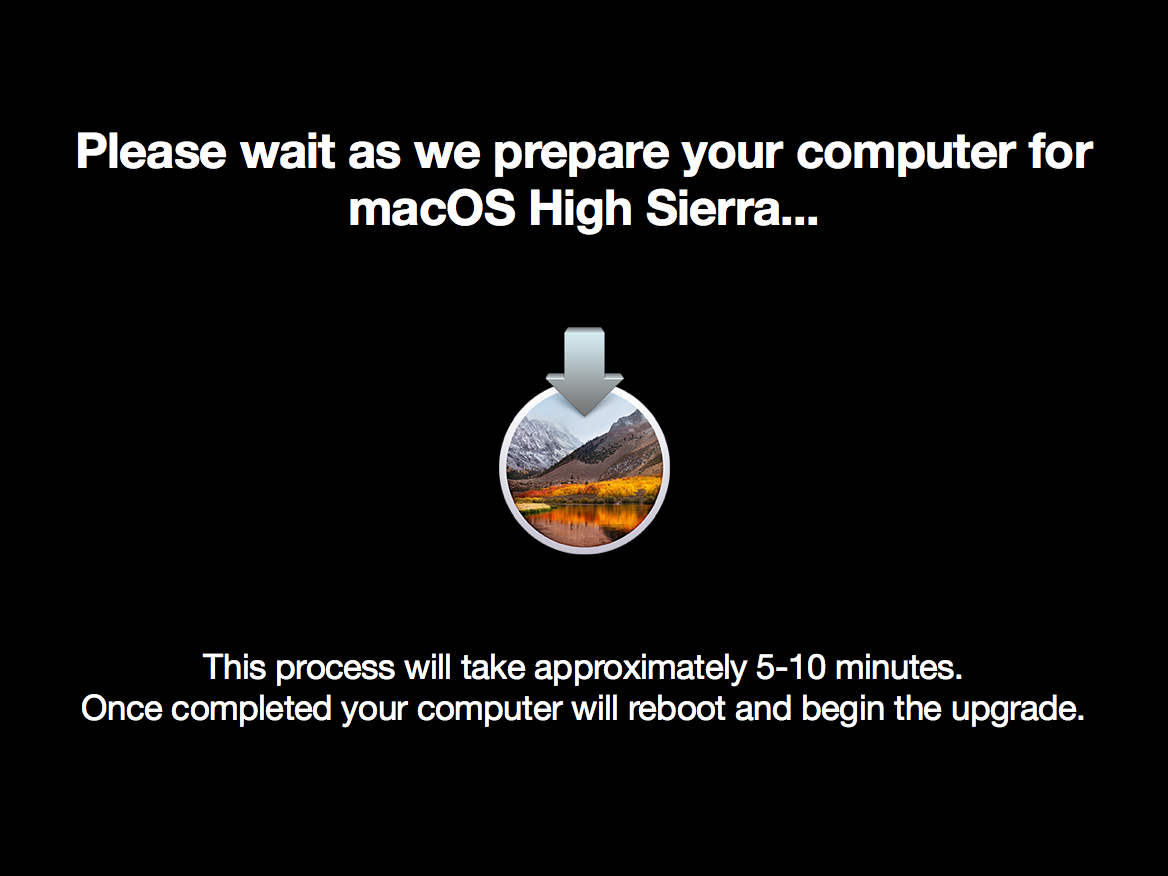 Please wait as we prepare your computer for
macOS High Sierra...
This process will take approximately 5-10 minutes.
Once completed your computer will reboot and begin the upgrade.